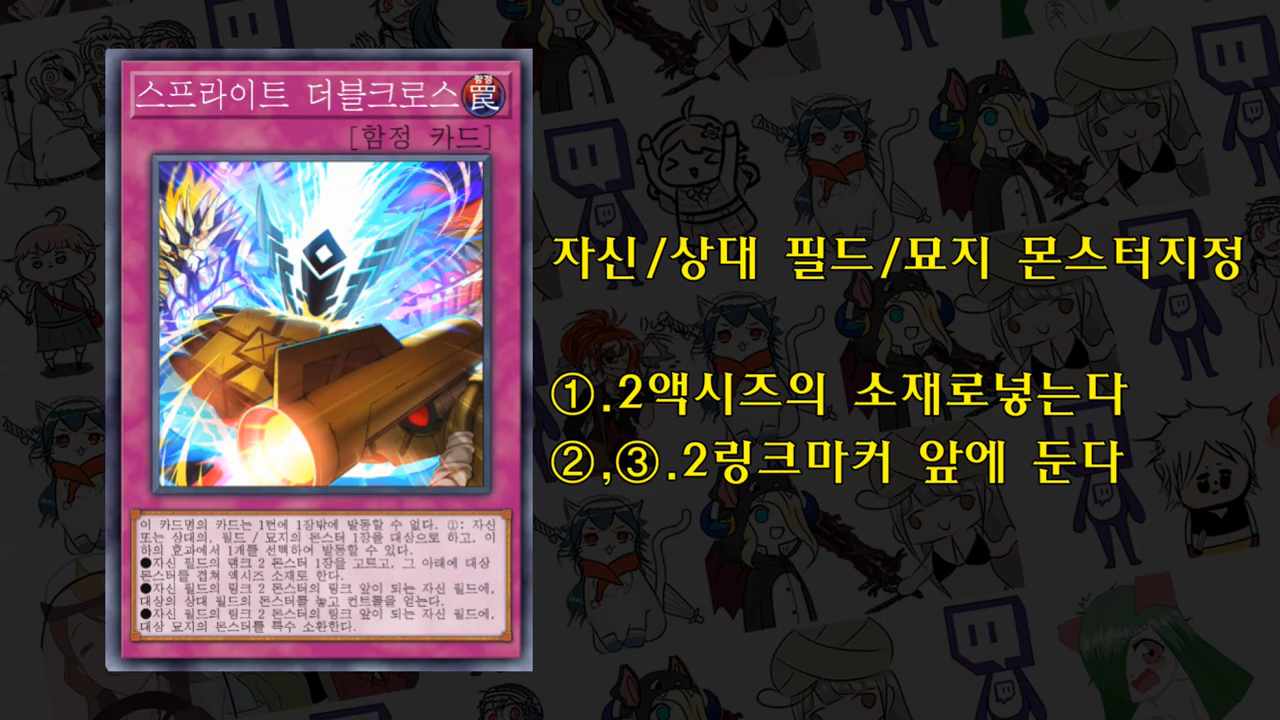 스프라이트 더블크로스
함정
罠
[함정 카드]
이 카드명의 카드는 1턴에 1장밖에 발동할 수 없다. ①: 자신
또는 상대의, 필드 / 묘지의 몬스터 1장을 대상으로 하고, 이
하의 효과에서 1개를 선택하여 발동할 수 있다.
●자신 필드의 랭크 2 몬스터 1장을 고르고, 그 아래에 대상
몬스터를 겹쳐 엑시즈 소재로 한다.
●자신 필드의 링크 2 몬스터의 링크 앞이 되는 자신 필드에,
대상의 상대 필드의 몬스터를 놓고 컨트롤을 얻는다.
●자신 필드의 링크 2 몬스터의 링크 앞이 되는 자신 필드에,
대상 묘지의 몬스터를 특수 소환한다.
자신/상대 필드/묘지 몬스터지정
①.2액시즈의 소재로넣는다
②,③.2링크마커 앞에 둔다